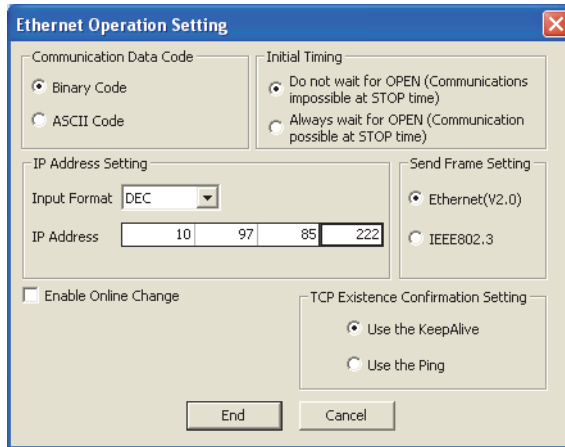 Ethernet Operation Setting
Communication Data Code
Binary Code
ASCII Code
Initial Timing
Do not wait for OPEN (Communications
impossible at STOP time)
Always wait for OPEN (Communication
possible at STOP time)
IP Address Setting
Input Format DEC
IP Address 10 97 85 222
Send Frame Setting
Ethernet(V2.0)
IEEE802.3
Enable Online Change
TCP Existence Confirmation Setting
Use the KeepAlive
Use the Ping
End Cancel